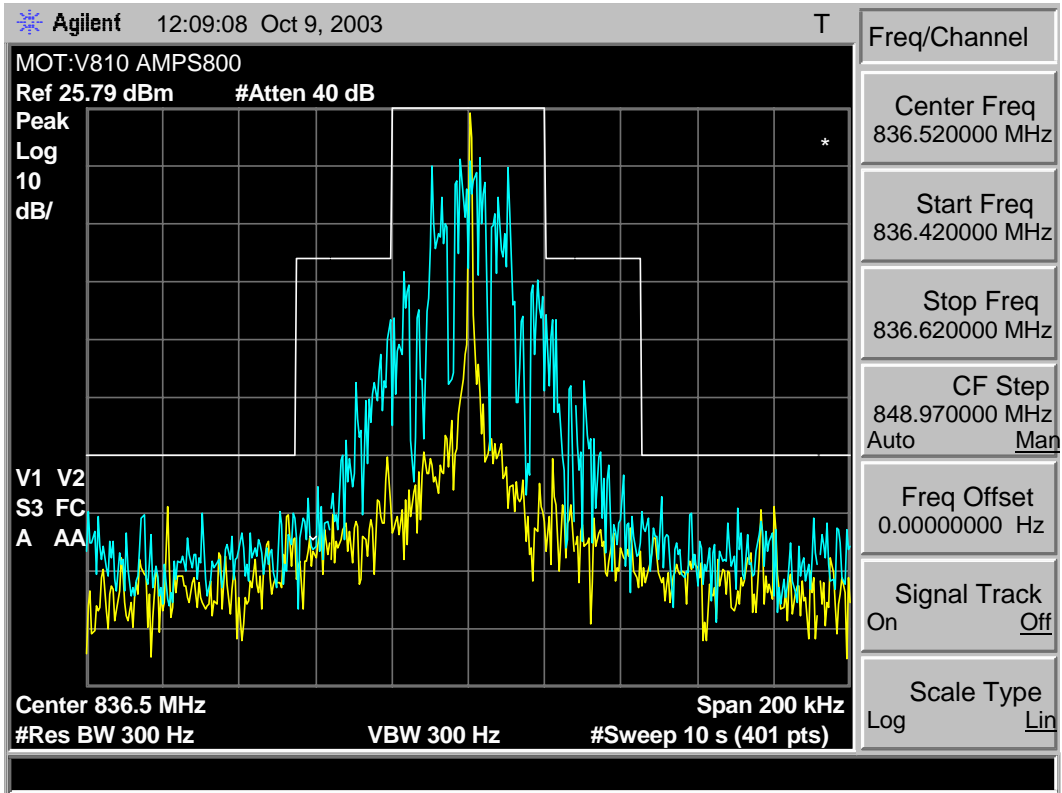 Agilent 12:09:08 Oct 9, 2003 T
MOT:V810 AMPS800
Ref 25.79 dBm #Atten 40 dB
Peak
Log
10
dB/
*
V1 V2
S3 FC
A AA
Center 836.5 MHz Span 200 kHz
#Res BW 300 Hz VBW 300 Hz #Sweep 10 s (401 pts)
Freq/Channel
Center Freq
836.520000 MHz
Start Freq
836.420000 MHz
Stop Freq
836.620000 MHz
CF Step
848.970000 MHz
Auto Man
Freq Offset
0.00000000 Hz
Signal Track
On Off
Scale Type
Log Lin